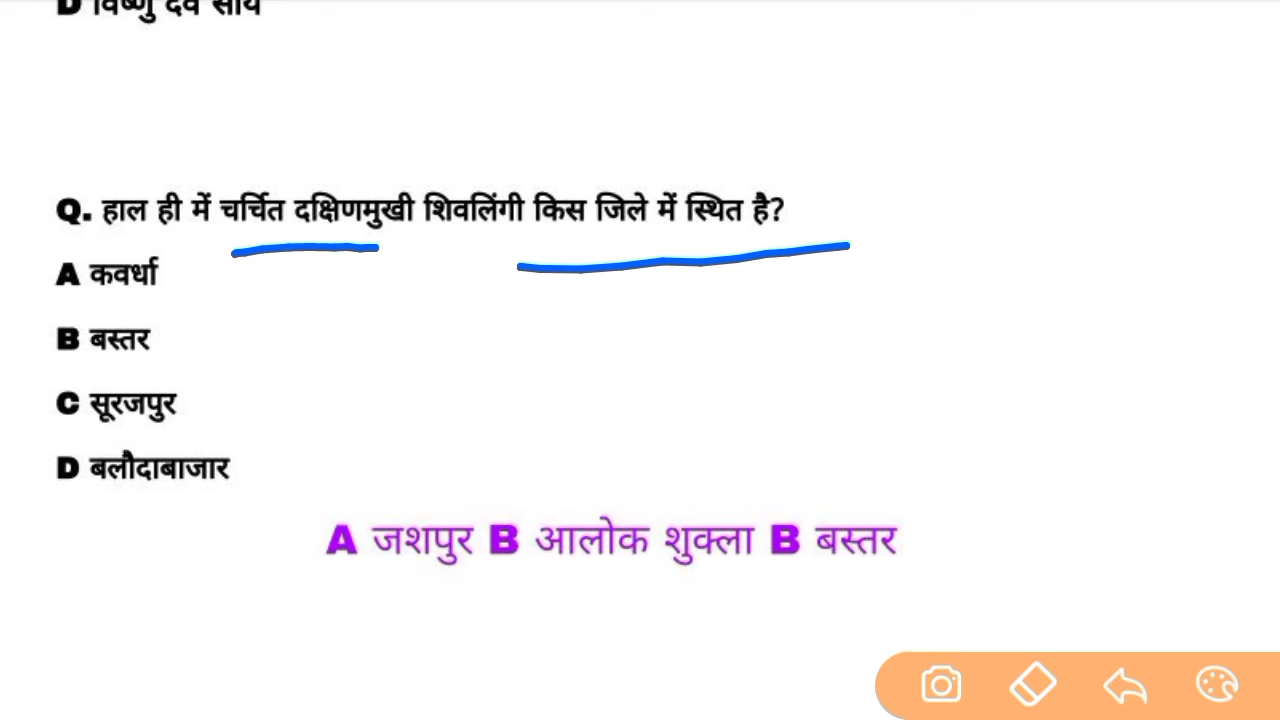 D विष्णु देव साय
Q. हाल ही में चर्चित दक्षिणमुखी शिवलिंगी किस जिले में स्थित है?
A कवर्धा
B बस्तर
C सूरजपुर
D बलौदाबाजार
A जशपुर B आलोक शुक्ला B बस्तर